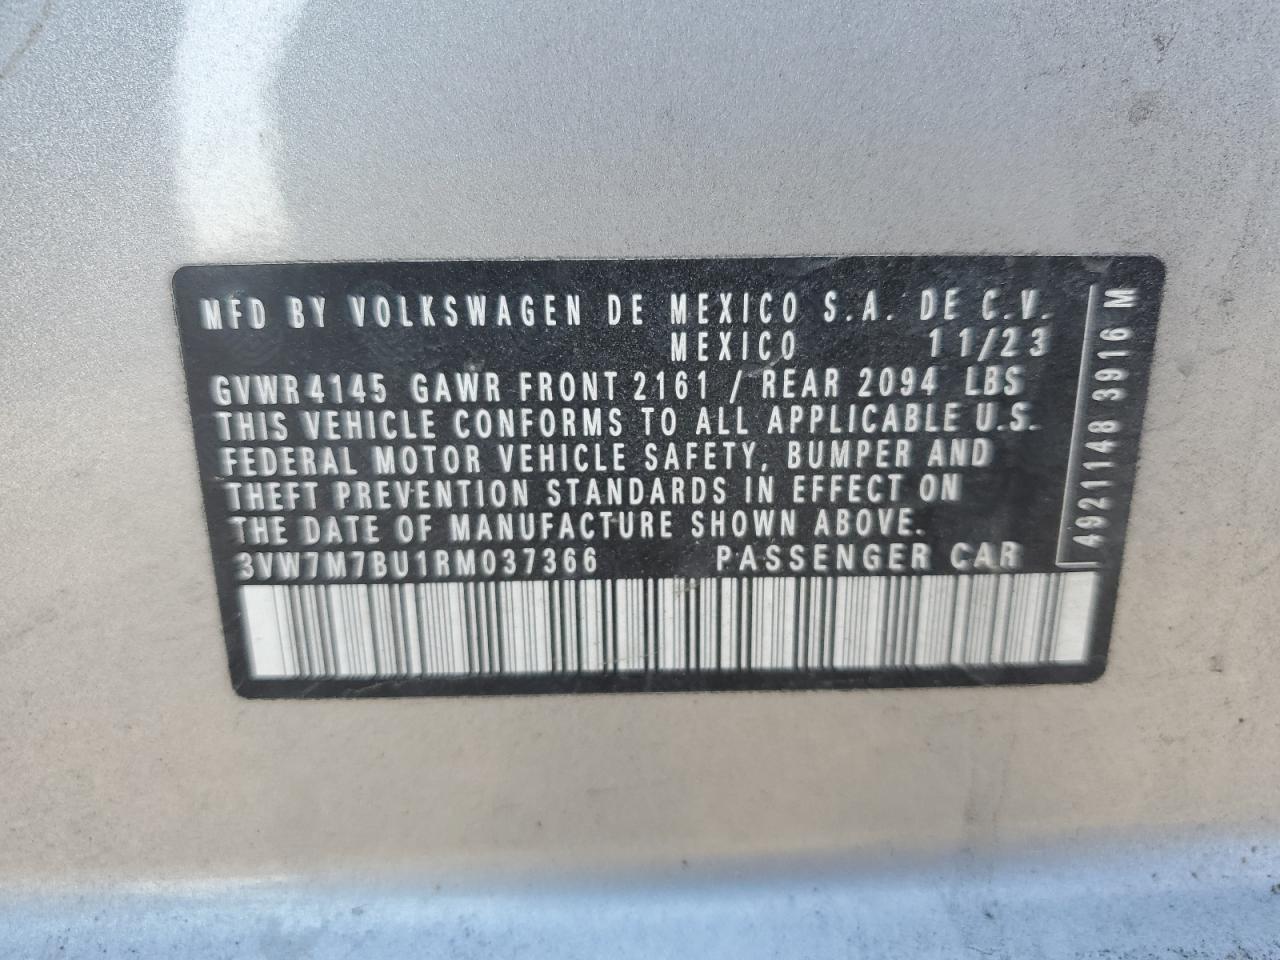 MFD BY VOLKSWAGEN DE MEXICO S.A. DE C.V.
MEXICO 11/23
GVWR 4145 GAWR FRONT 2161 / REAR 2094 LBS
THIS VEHICLE CONFORMS TO ALL APPLICABLE U.S.
FEDERAL MOTOR VEHICLE SAFETY, BUMPER AND
THEFT PREVENTION STANDARDS IN EFFECT ON
THE DATE OF MANUFACTURE SHOWN ABOVE.
3VW7M7BU1RM037366 PASSENGER CAR
4921148 3916 M